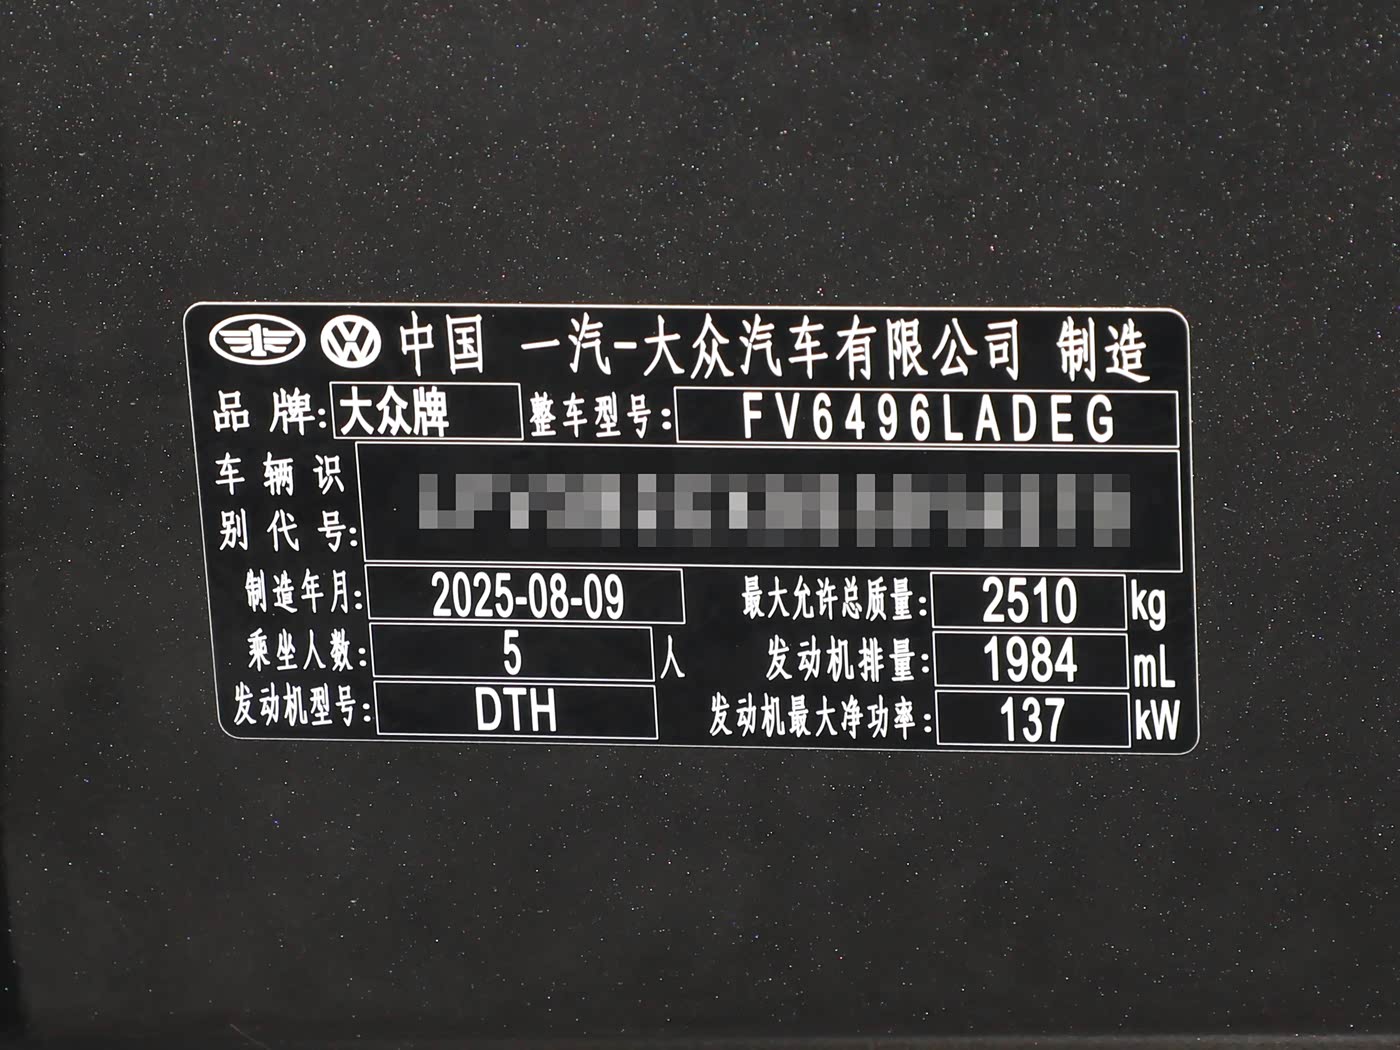 中国 一汽-大众汽车有限公司 制造
品牌: 大众牌 整车型号: FV6496LADEG
车辆识
别代号:
制造年月: 2025-08-09 最大允许总质量: 2510 kg
乘坐人数: 5 人 发动机排量: 1984 mL
发动机型号: DTH 发动机最大净功率: 137 kW